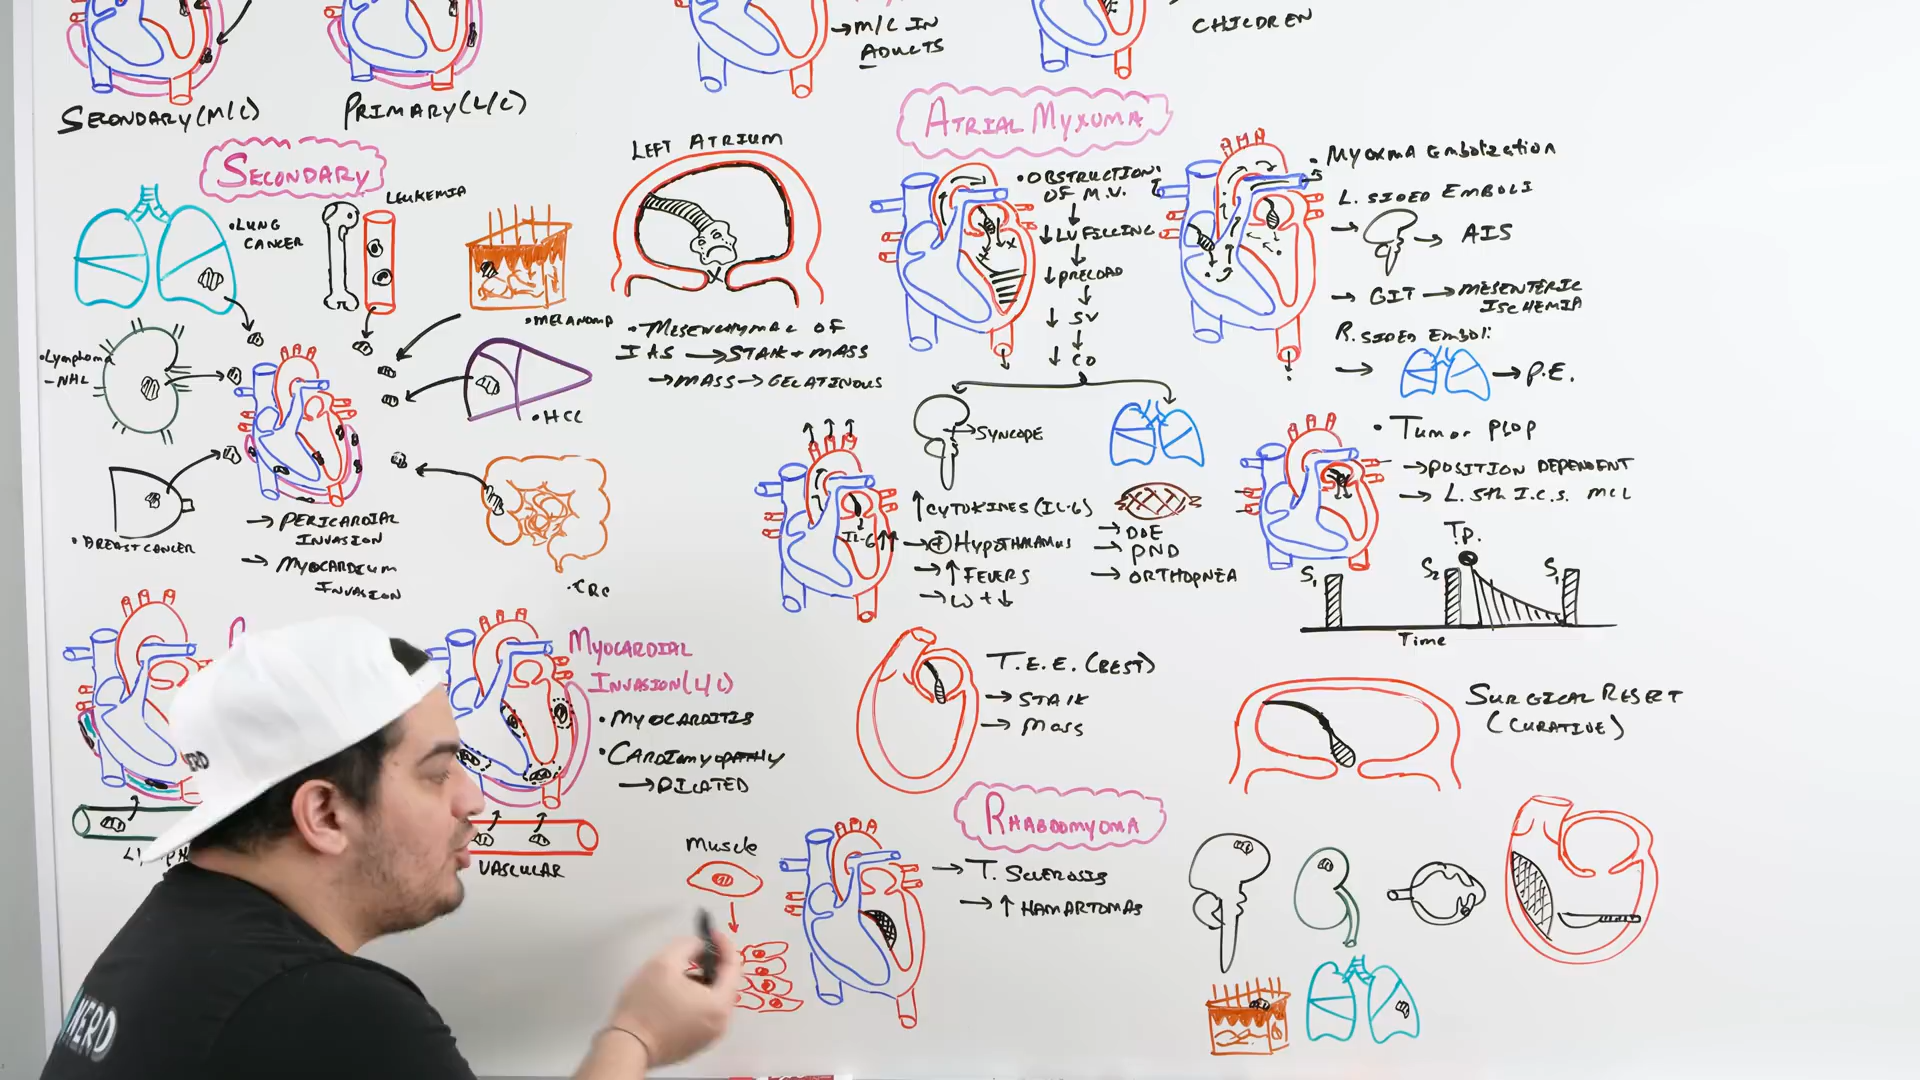 →M/C IN
ADULTS
CHILDREN
SECONDARY(M/C)
PRIMARY(L/C)
SECONDARY
•LUNG
CANCER
LEUKEMIA
•MELANOMA
•Lymphoma
-NHL
•HCC
•BREAST CANCER
→ PERICARDIAL
INVASION
→ MYOCARDIUM
INVASION
•CRC
MYOCARDIAL
INVASION(L/C)
•MYOCARDITIS
•CARDIOMYOPATHY
→DILATED
VASCULAR
NERD
LEFT ATRIUM
•MESENCHYMAL OF
IAS → STALK + MASS
→MASS→GELATINOUS
ATRIAL MYXOMA
•OBSTRUCTION
OF M.V.
↓
↓LV FILLING
↓
↓PRELOAD
↓
↓ SV
↓
↓ CO
→SYNCOPE
→ DOE
→ PND
→ ORTHOPNEA
• MYOXMA EMBOLIZATION
L. SIDED EMBOLI
→ → AIS
→ GIT → MESENTERIC
ISCHEMIA
R. SIDED EMBOLI
→ → P.E.
IL-6↑↑
↑CYTOKINES(IL-6)
→⊕HYPOTHALAMUS
→↑FEVERS
→ W+↓
• TUMOR PLOP
→POSITION DEPENDENT
→ L. 5th I.C.S. MCL
T.P.
S₁ S₂ S₁
Time
T.E.E.(BEST)
→ STALK
→ MASS
SURGICAL RESECT
(CURATIVE)
RHABDOMYOMA
Muscle
→ T. SCLEROSIS
→ ↑ HAMARTOMAS